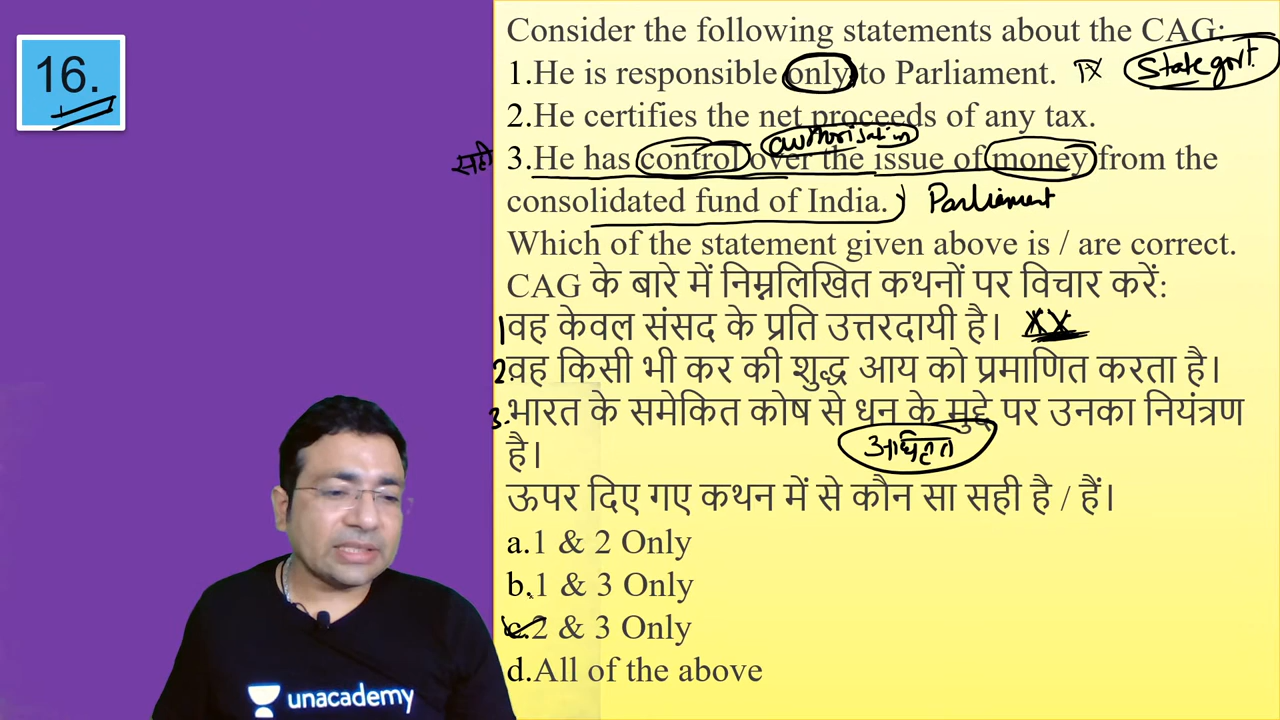 16.
Consider the following statements about the CAG:
1.He is responsible only to Parliament. State govt.
2.He certifies the net proceeds of any tax.
authorisation
सही 3.He has control over the issue of money from the
consolidated fund of India. Parliament
Which of the statement given above is / are correct.
CAG के बारे में निम्नलिखित कथनों पर विचार करें:
1 वह केवल संसद के प्रति उत्तरदायी है। XX
2. वह किसी भी कर की शुद्ध आय को प्रमाणित करता है।
3. भारत के समेकित कोष से धन के मुद्दे पर उनका नियंत्रण
है।
ऊपर दिए गए कथन में से कौन सा सही है / हैं।
a.1 & 2 Only
b.1 & 3 Only
c.2 & 3 Only
d.All of the above
unacademy